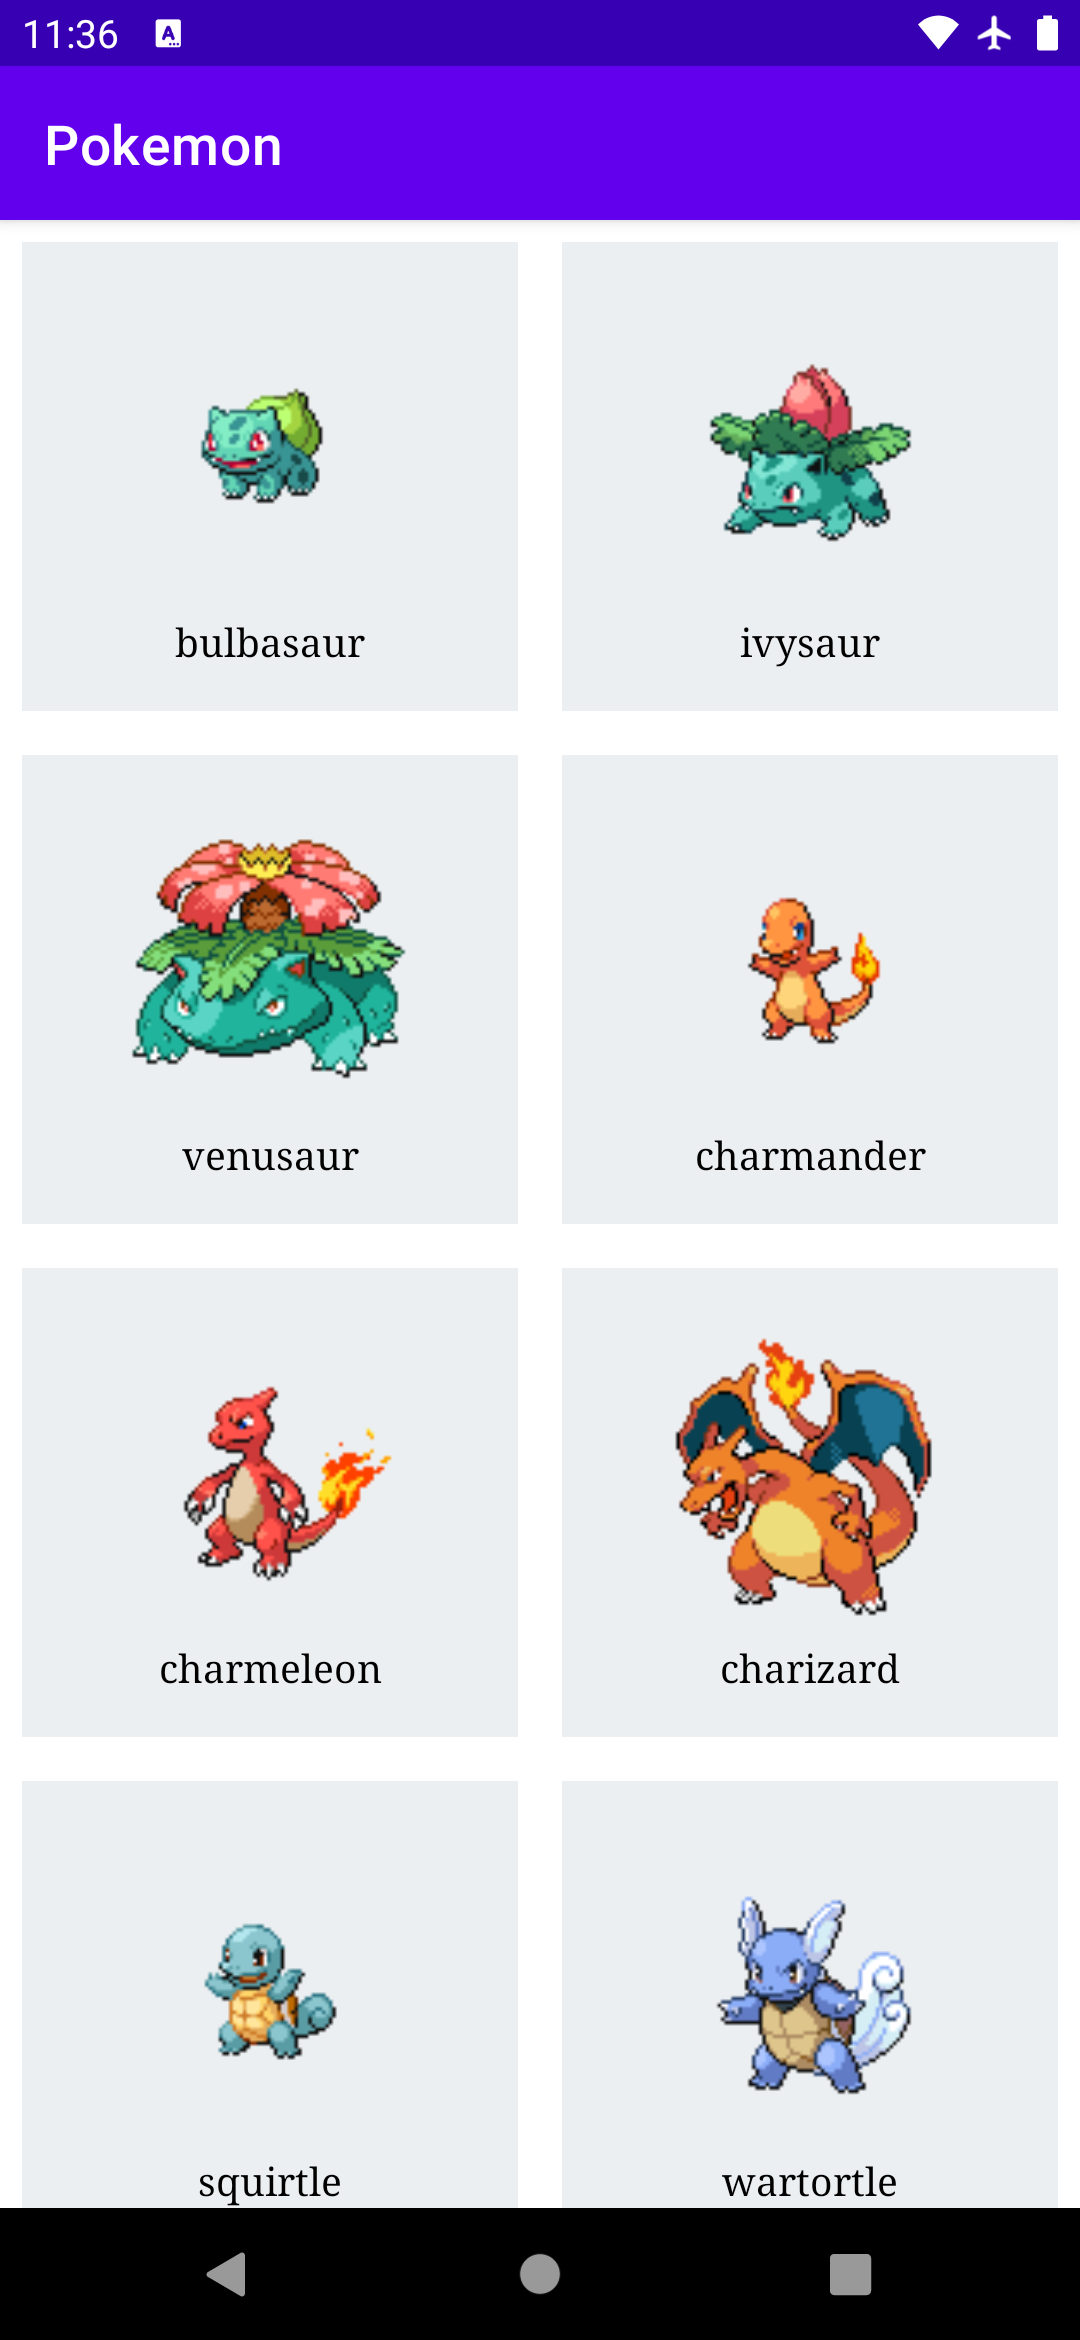 11:36
Pokemon
bulbasaur
ivysaur
venusaur
charmander
charmeleon
charizard
squirtle
wartortle